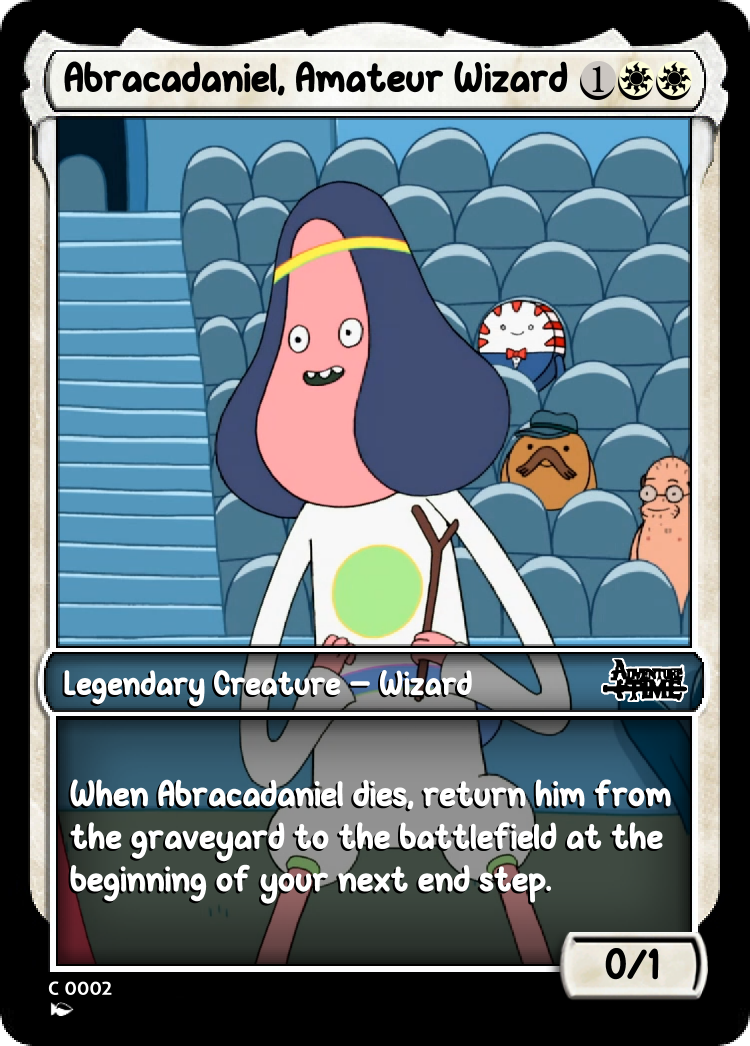 Abracadaniel, Amateur Wizard 1
Legendary Creature – Wizard
ADVENTURE
TIME
When Abracadaniel dies, return him from
the graveyard to the battlefield at the
beginning of your next end step.
0/1
C 0002